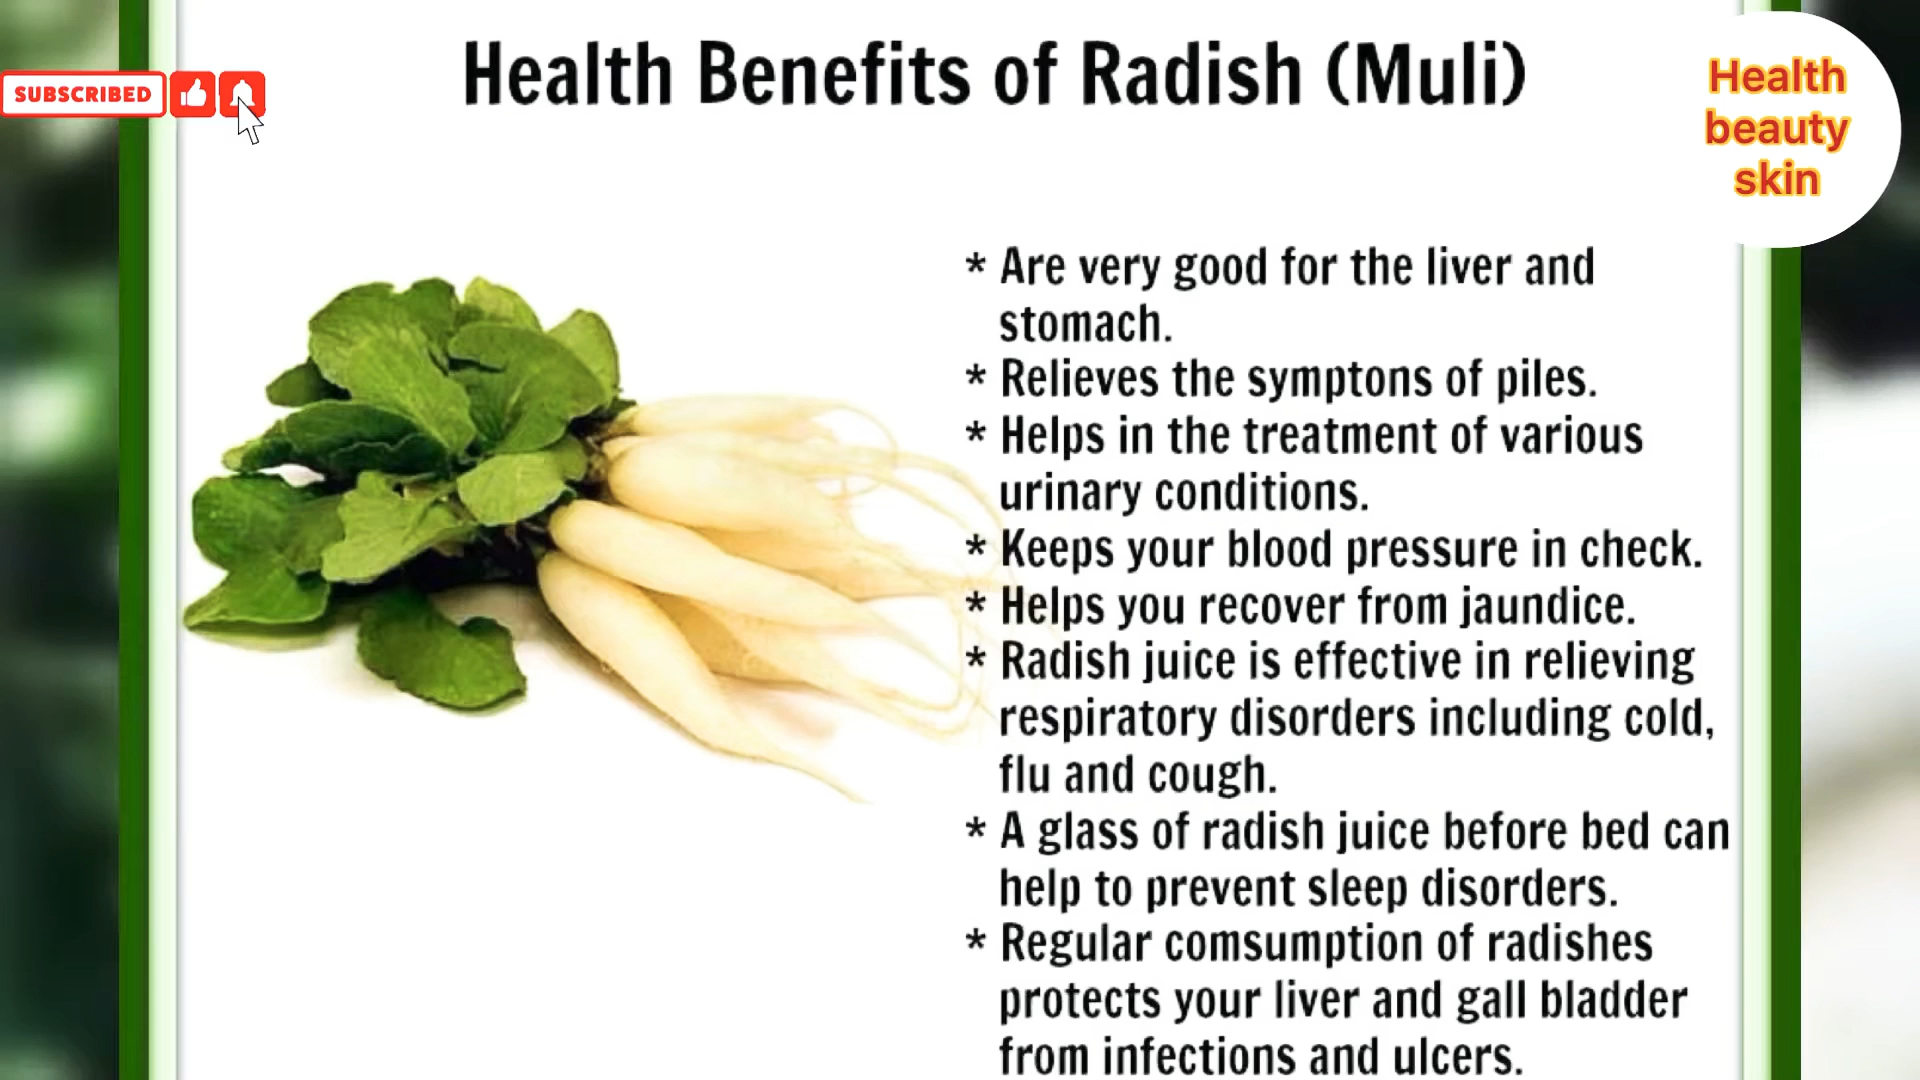 Health Benefits of Radish (Muli)
SUBSCRIBED
Health
beauty
skin
* Are very good for the liver and
stomach.
* Relieves the symptons of piles.
* Helps in the treatment of various
urinary conditions.
* Keeps your blood pressure in check.
* Helps you recover from jaundice.
* Radish juice is effective in relieving
respiratory disorders including cold,
flu and cough.
* A glass of radish juice before bed can
help to prevent sleep disorders.
* Regular comsumption of radishes
protects your liver and gall bladder
from infections and ulcers.